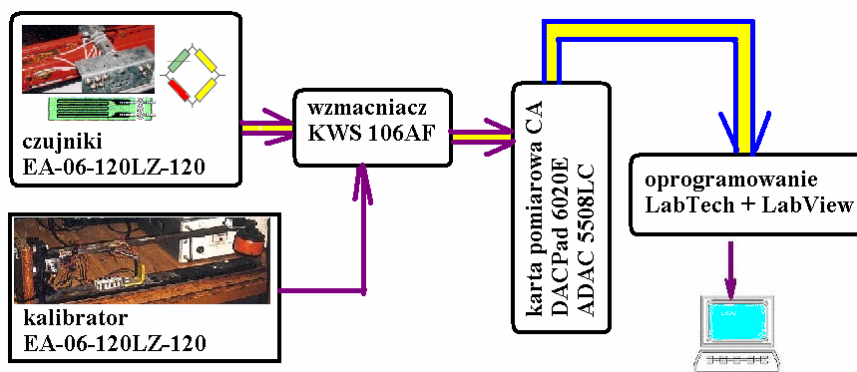 czujniki
EA-06-120LZ-120
kalibrator
EA-06-120LZ-120
wzmacniacz
KWS 106AF
karta pomiarowa CA
DACPad 6020E
ADAC 5508LC
oprogramowanie
LabTech + LabView